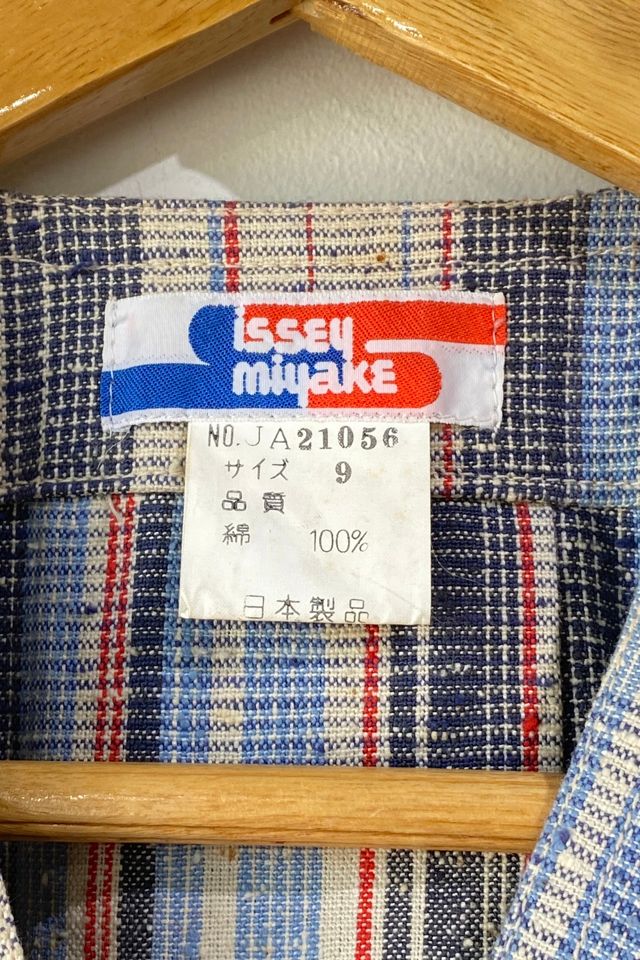 issey
miyake
NO. JA21056
サイズ 9
品質
綿 100%
日本製品